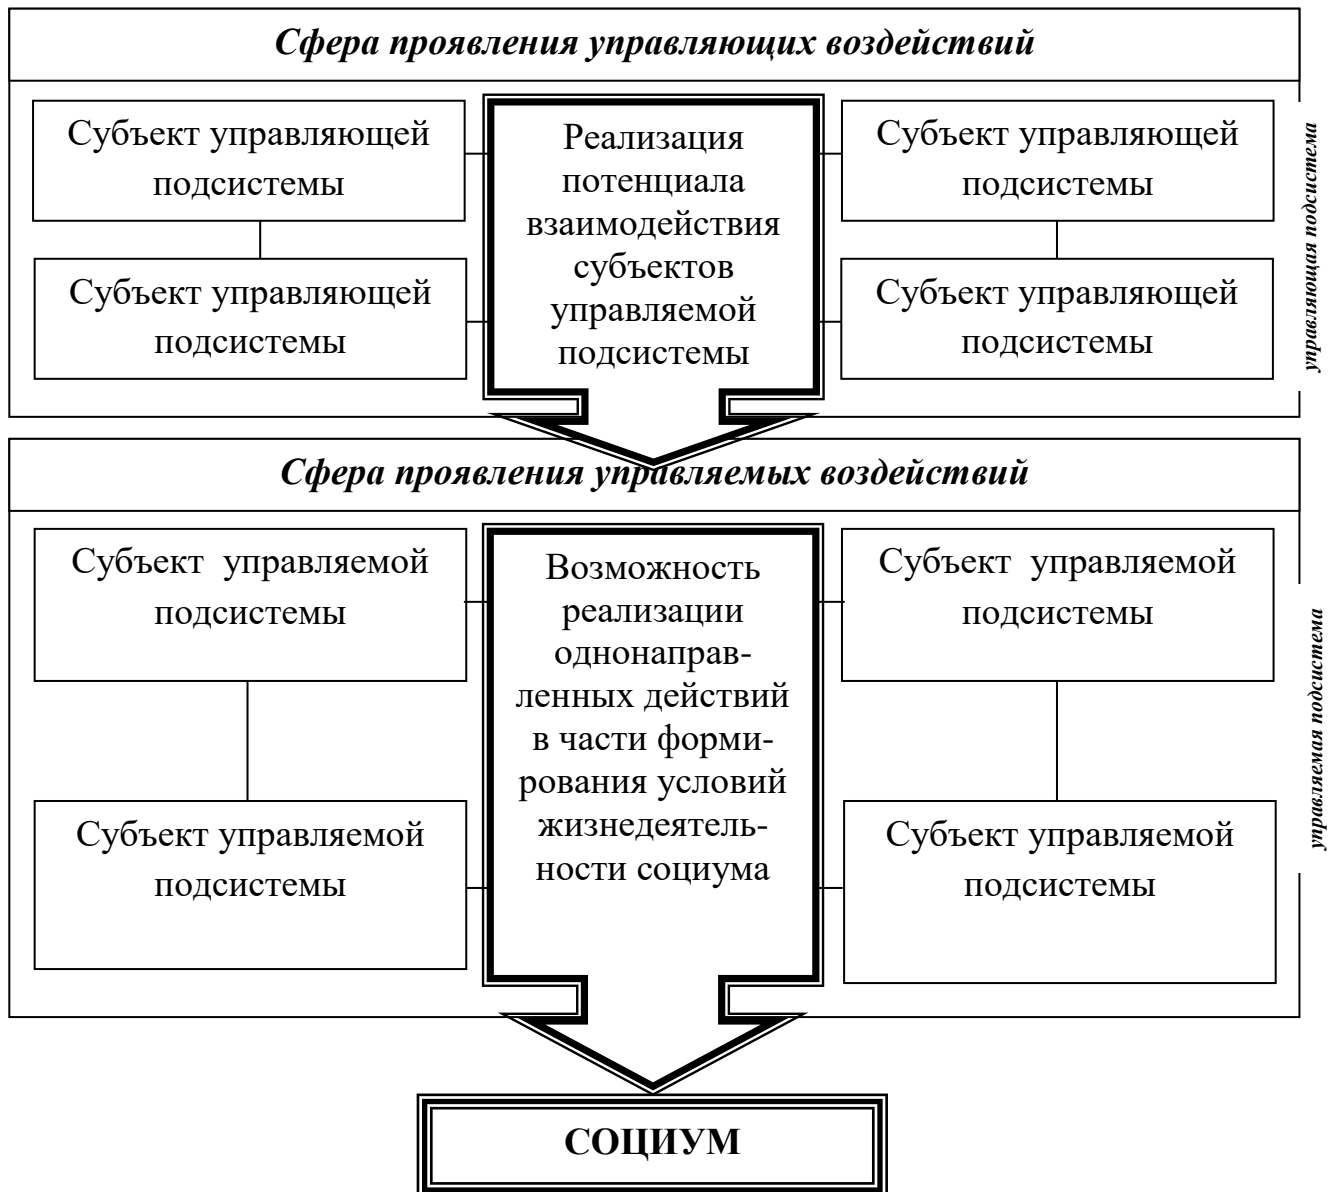 Сфера проявления управляющих воздействий
Субъект управляющей
подсистемы
Субъект управляющей
подсистемы
Реализация
потенциала
взаимодействия
субъектов
управляемой
подсистемы
Субъект управляющей
подсистемы
Субъект управляющей
подсистемы
управляющая подсистема
Сфера проявления управляемых воздействий
Субъект управляемой
подсистемы
Субъект управляемой
подсистемы
Возможность
реализации
однонаправ-
ленных действий
в части форми-
рования условий
жизнедеятель-
ности социума
Субъект управляемой
подсистемы
Субъект управляемой
подсистемы
управляемая подсистема
СОЦИУМ